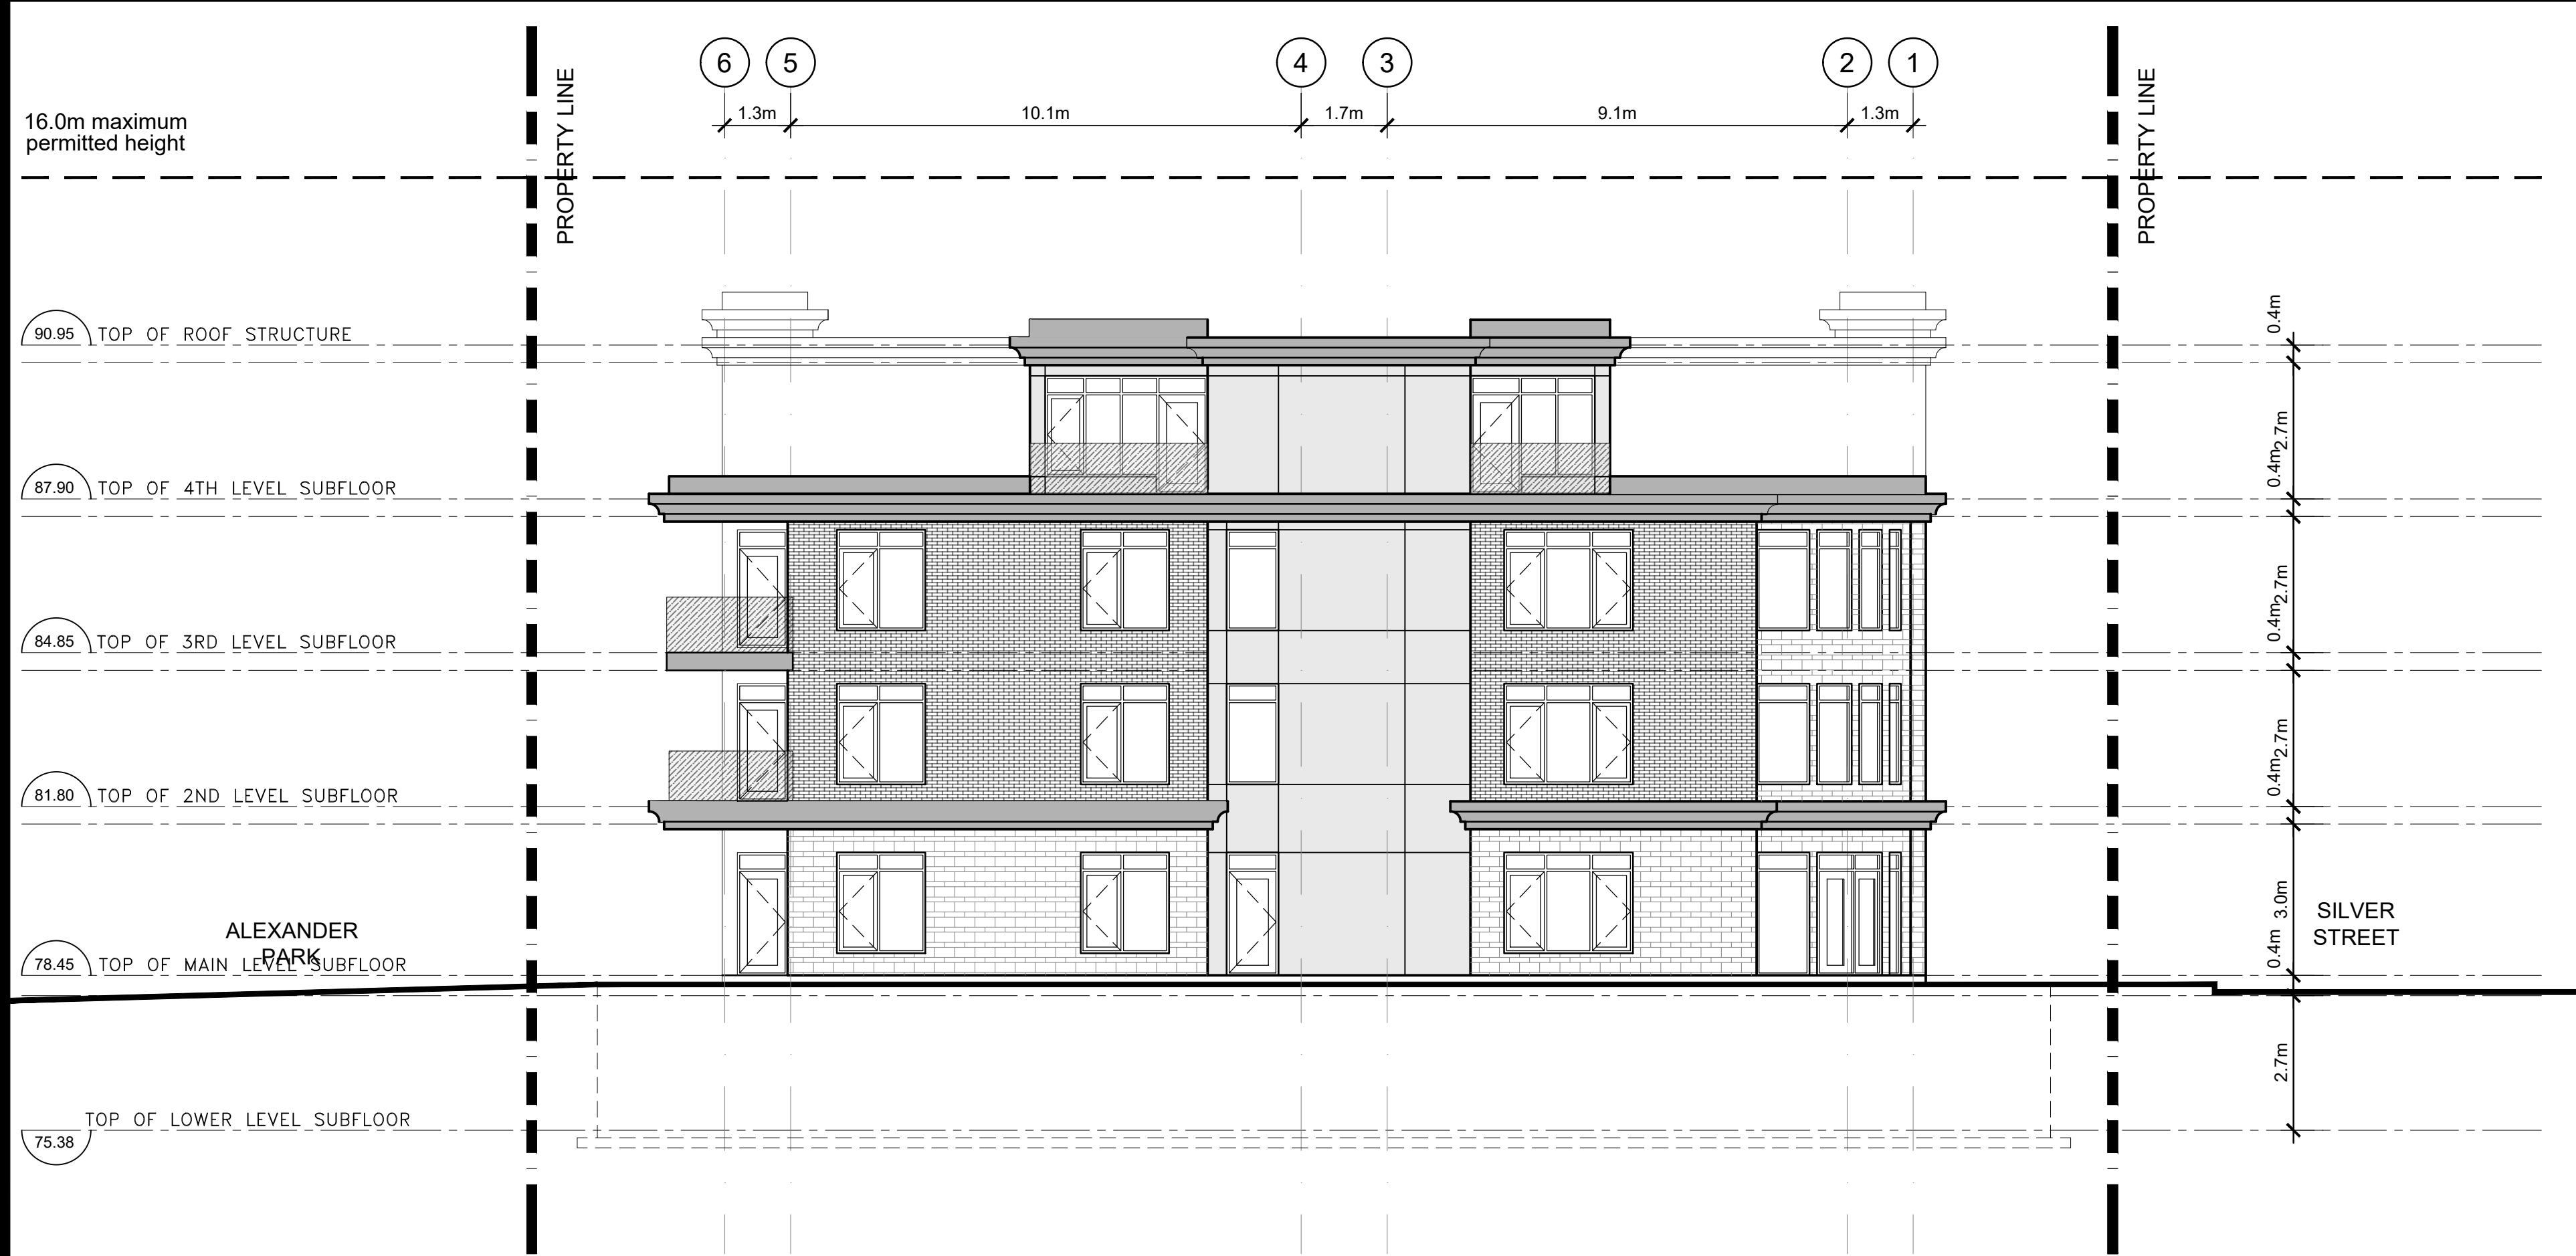 6
5
4
3
2
1
1.3m
10.1m
1.7m
9.1m
1.3m
PROPERTY LINE
PROPERTY LINE
16.0m maximum
permitted height
90.95 TOP OF ROOF STRUCTURE
0.4m
2.7m
87.90 TOP OF 4TH LEVEL SUBFLOOR
0.4m
2.7m
84.85 TOP OF 3RD LEVEL SUBFLOOR
0.4m
2.7m
81.80 TOP OF 2ND LEVEL SUBFLOOR
0.4m
3.0m
ALEXANDER
PARK
SILVER
STREET
78.45 TOP OF MAIN LEVEL SUBFLOOR
0.4m
2.7m
TOP OF LOWER LEVEL SUBFLOOR
75.38